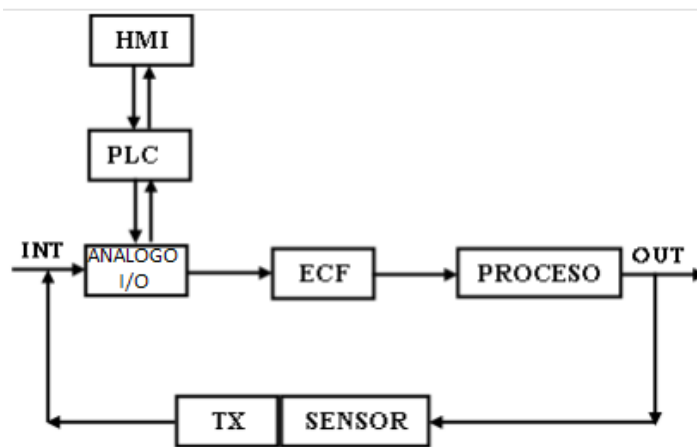 HMI
PLC
INT
ANALOGO
I/O
ECF
PROCESO
OUT
TX
SENSOR